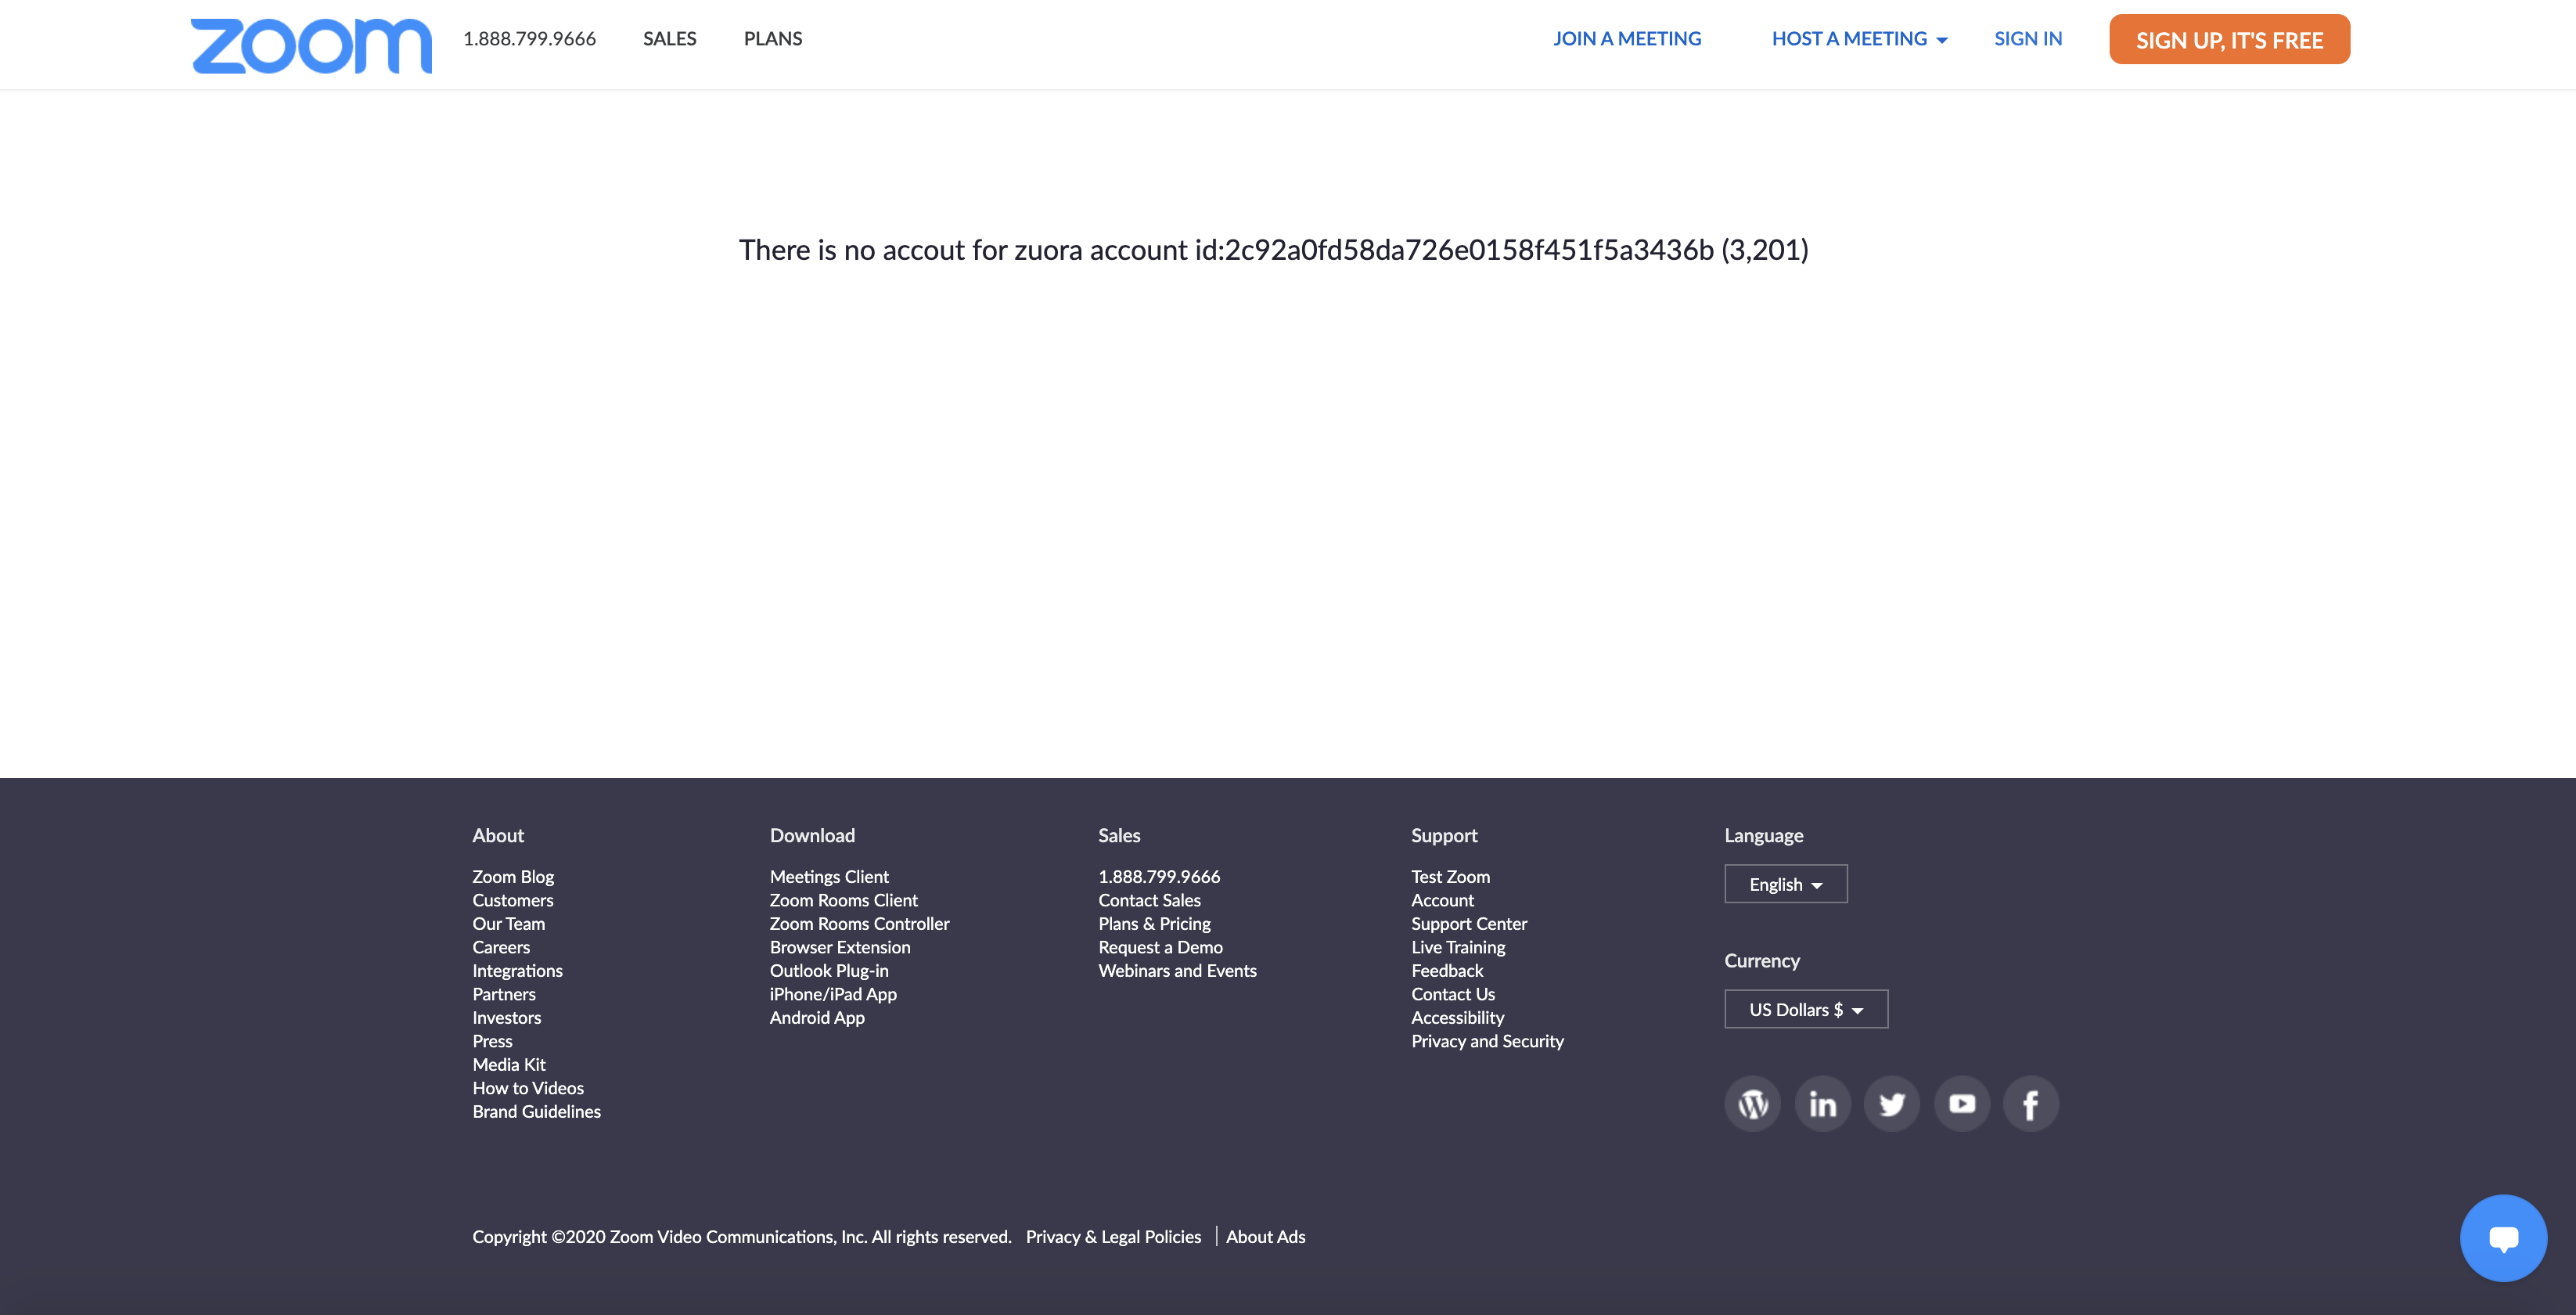 zoom
1.888.799.9666
SALES
PLANS
JOIN A MEETING
HOST A MEETING
SIGN IN
SIGN UP, IT'S FREE
There is no accout for zuora account id:2c92a0fd58da726e0158f451f5a3436b (3,201)
About
Zoom Blog
Customers
Our Team
Careers
Integrations
Partners
Investors
Press
Media Kit
How to Videos
Brand Guidelines
Download
Meetings Client
Zoom Rooms Client
Zoom Rooms Controller
Browser Extension
Outlook Plug-in
iPhone/iPad App
Android App
Sales
1.888.799.9666
Contact Sales
Plans & Pricing
Request a Demo
Webinars and Events
Support
Test Zoom
Account
Support Center
Live Training
Feedback
Contact Us
Accessibility
Privacy and Security
Language
English
Currency
US Dollars $
Copyright ©2020 Zoom Video Communications, Inc. All rights reserved. Privacy & Legal Policies | About Ads